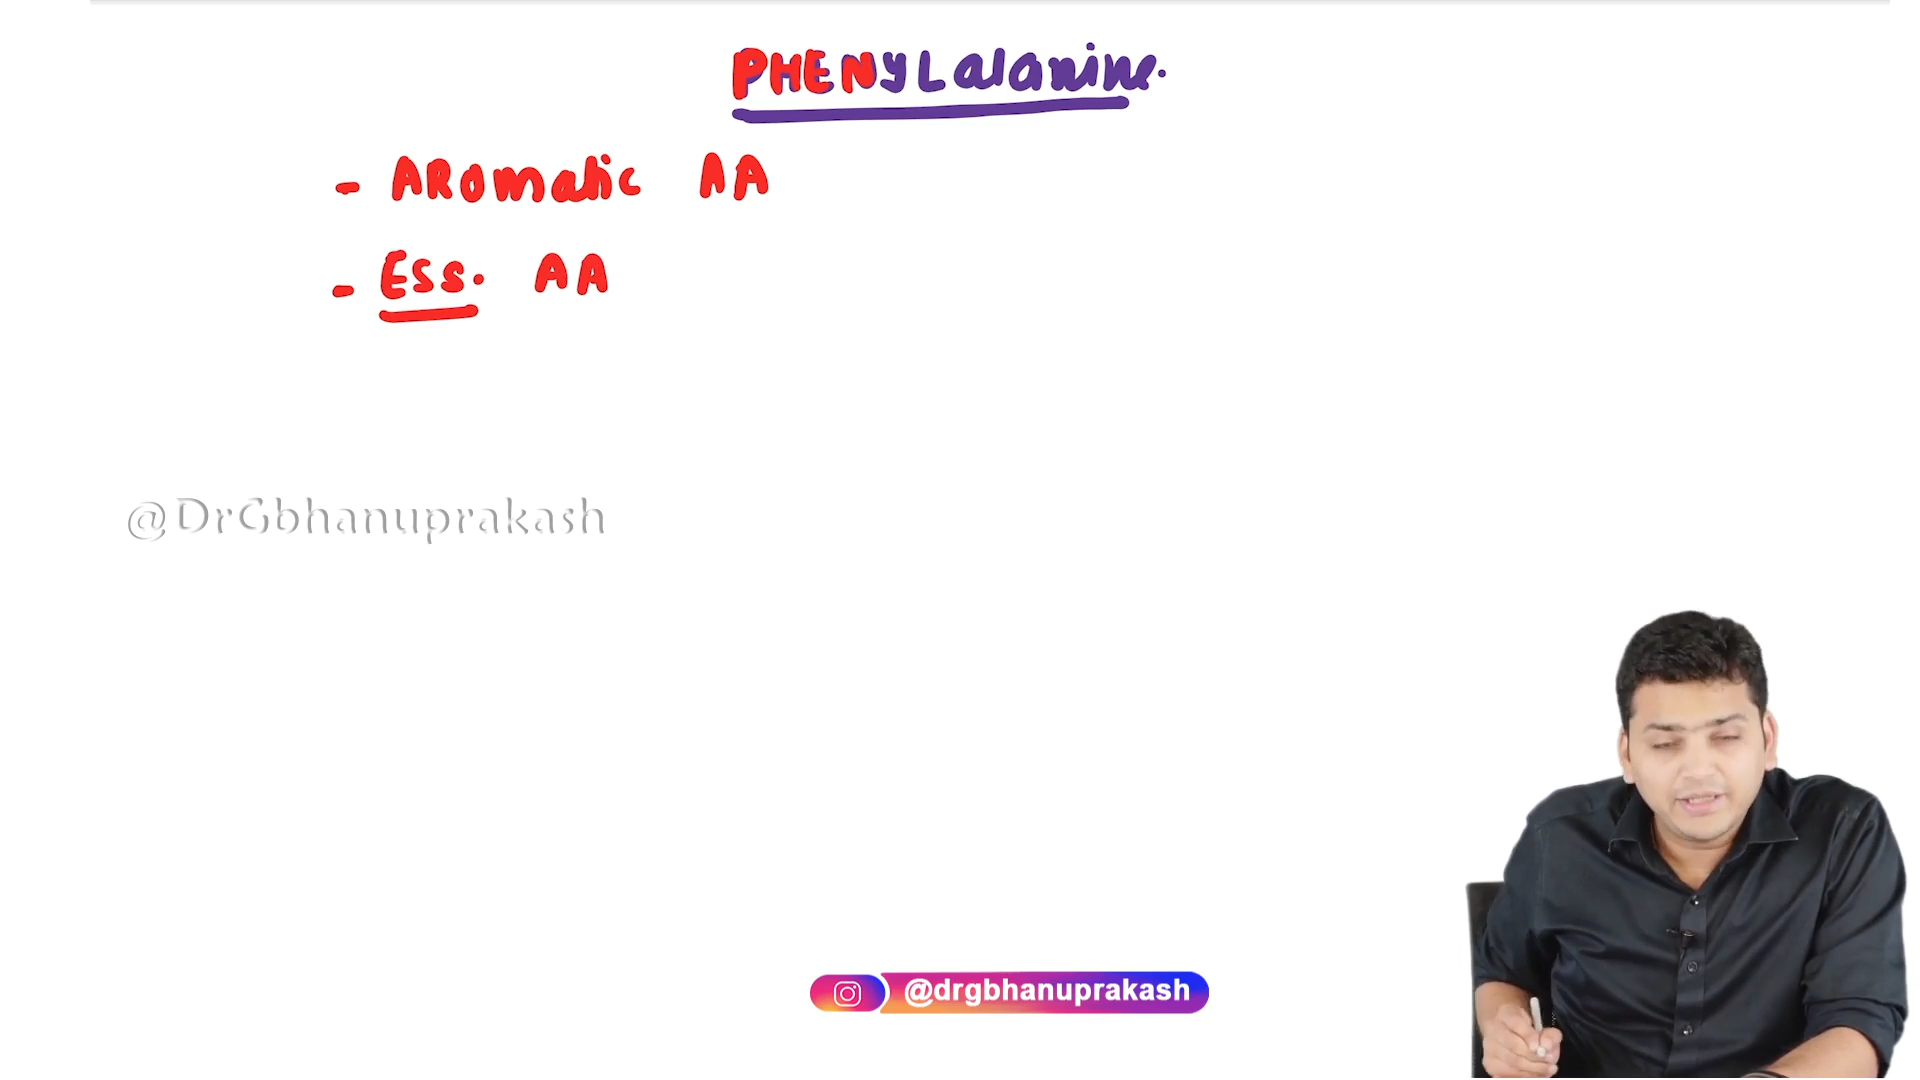 PHENYLalanine.
- ARomatic AA
- Ess. AA
@DrGbhanuprakash
@drgbhanuprakash